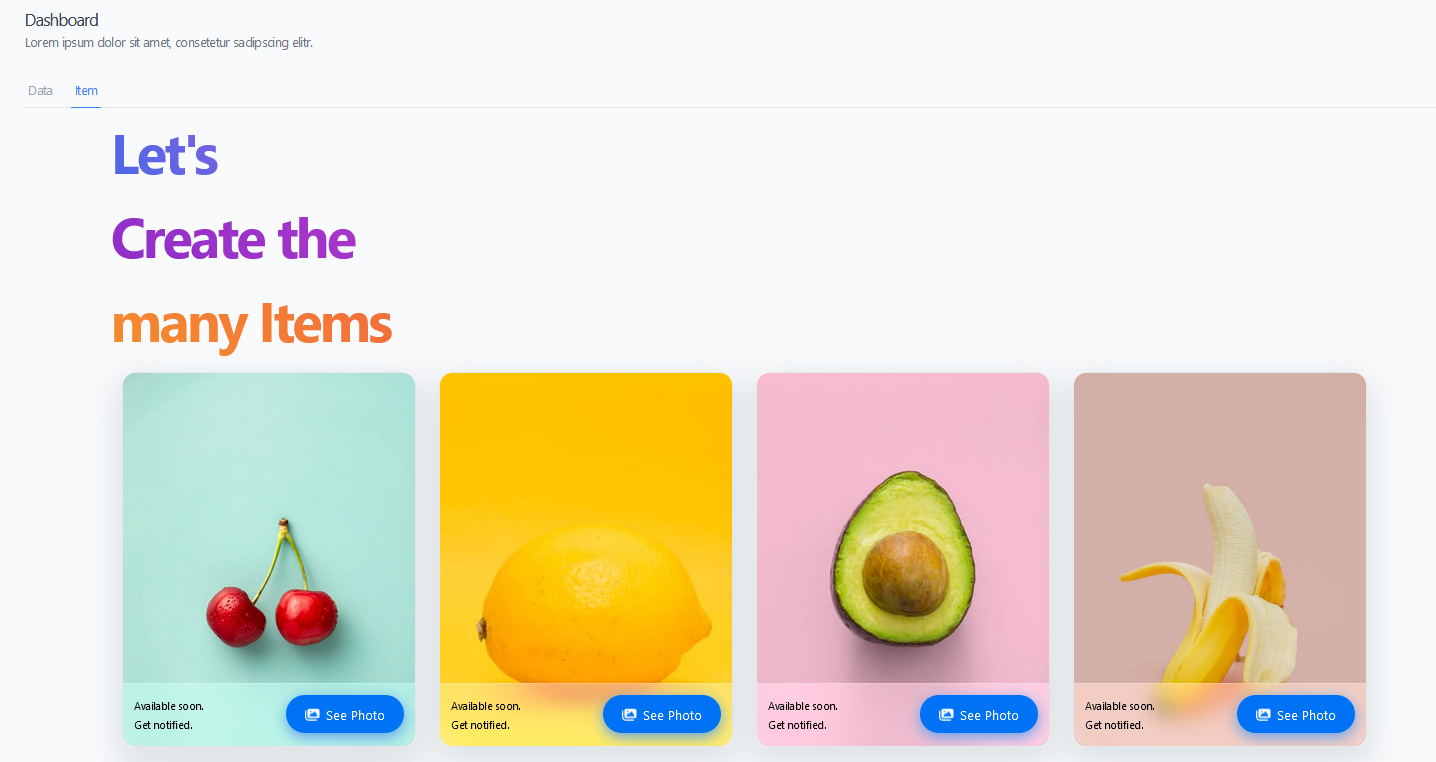 Dashboard
Lorem ipsum dolor sit amet, consetetur sadipscing elitr.
Data Item
Let's
Create the
many Items
Available soon.
Get notified.
See Photo
Available soon.
Get notified.
See Photo
Available soon.
Get notified.
See Photo
Available soon.
Get notified.
See Photo